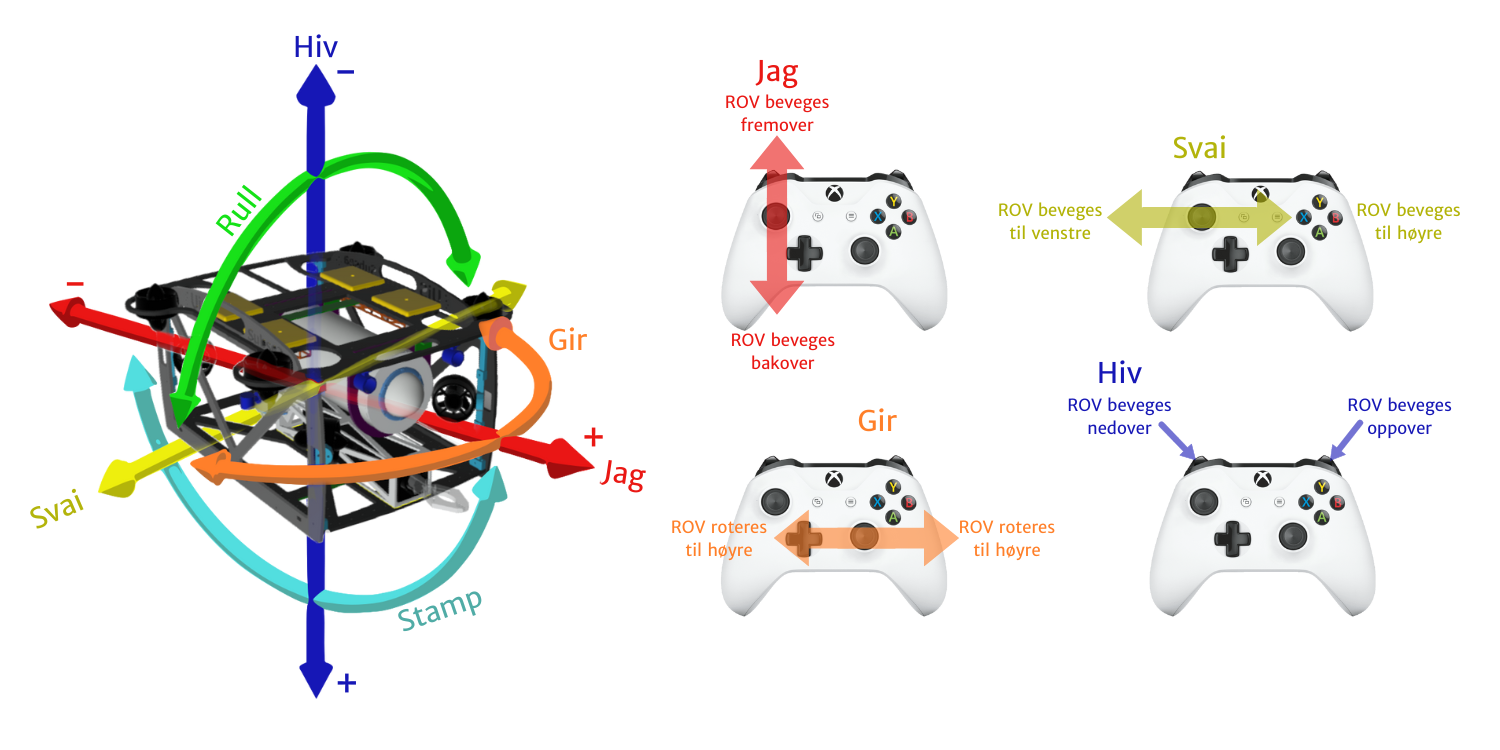 Hiv
−
Rull
−
Gir
+
Jag
Svai
Stamp
+
Jag
ROV beveges
fremover
ROV beveges
bakover
Svai
ROV beveges
til venstre
ROV beveges
til høyre
Y
X
B
A
Y
X
B
A
Gir
ROV roteres
til høyre
ROV roteres
til høyre
Y
X
B
A
Hiv
ROV beveges
nedover
ROV beveges
oppover
Y
X
B
A